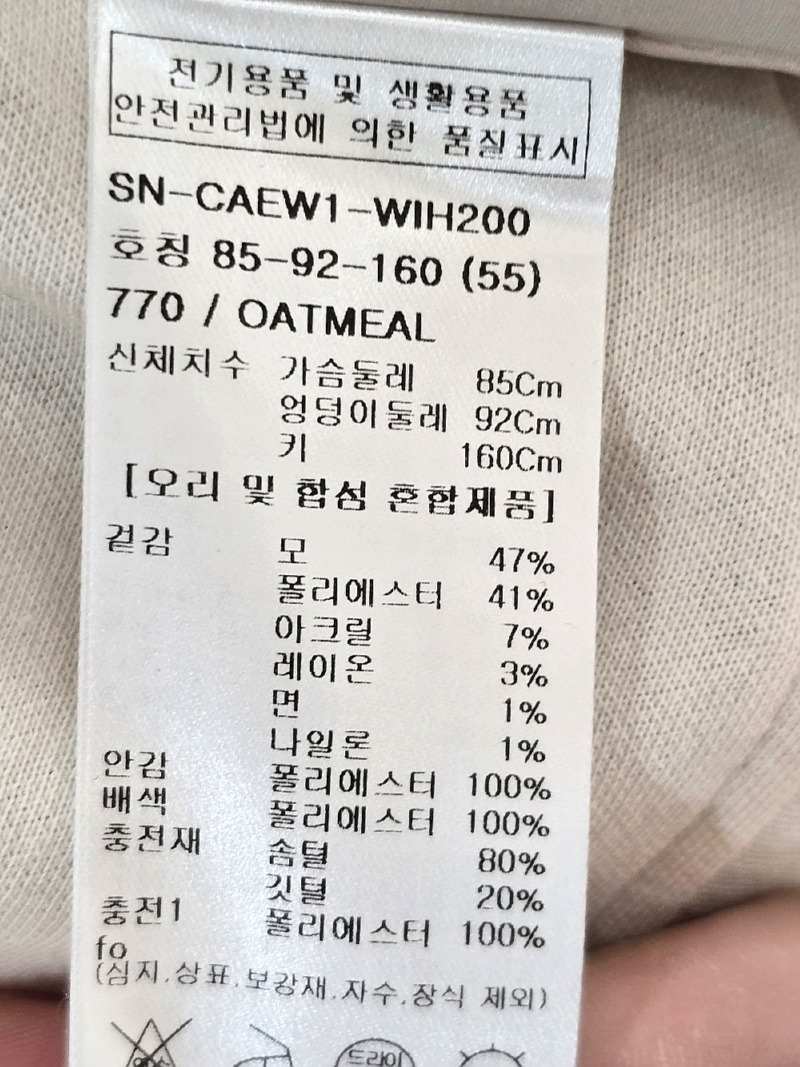 전기용품 및 생활용품
안전관리법에 의한 품질표시
SN-CAEW1-WIH200
호칭 85-92-160 (55)
770 / OATMEAL
신체치수 가슴둘레 85Cm
엉덩이둘레 92Cm
키 160Cm
[오리 및 합섬 혼합제품]
겉감 모 47%
폴리에스터 41%
아크릴 7%
레이온 3%
면 1%
나일론 1%
안감 폴리에스터 100%
배색 폴리에스터 100%
충전재 솜털 80%
깃털 20%
충전1 폴리에스터 100%
fo
(심지.상표.보강재.자수.장식 제외)
드라이